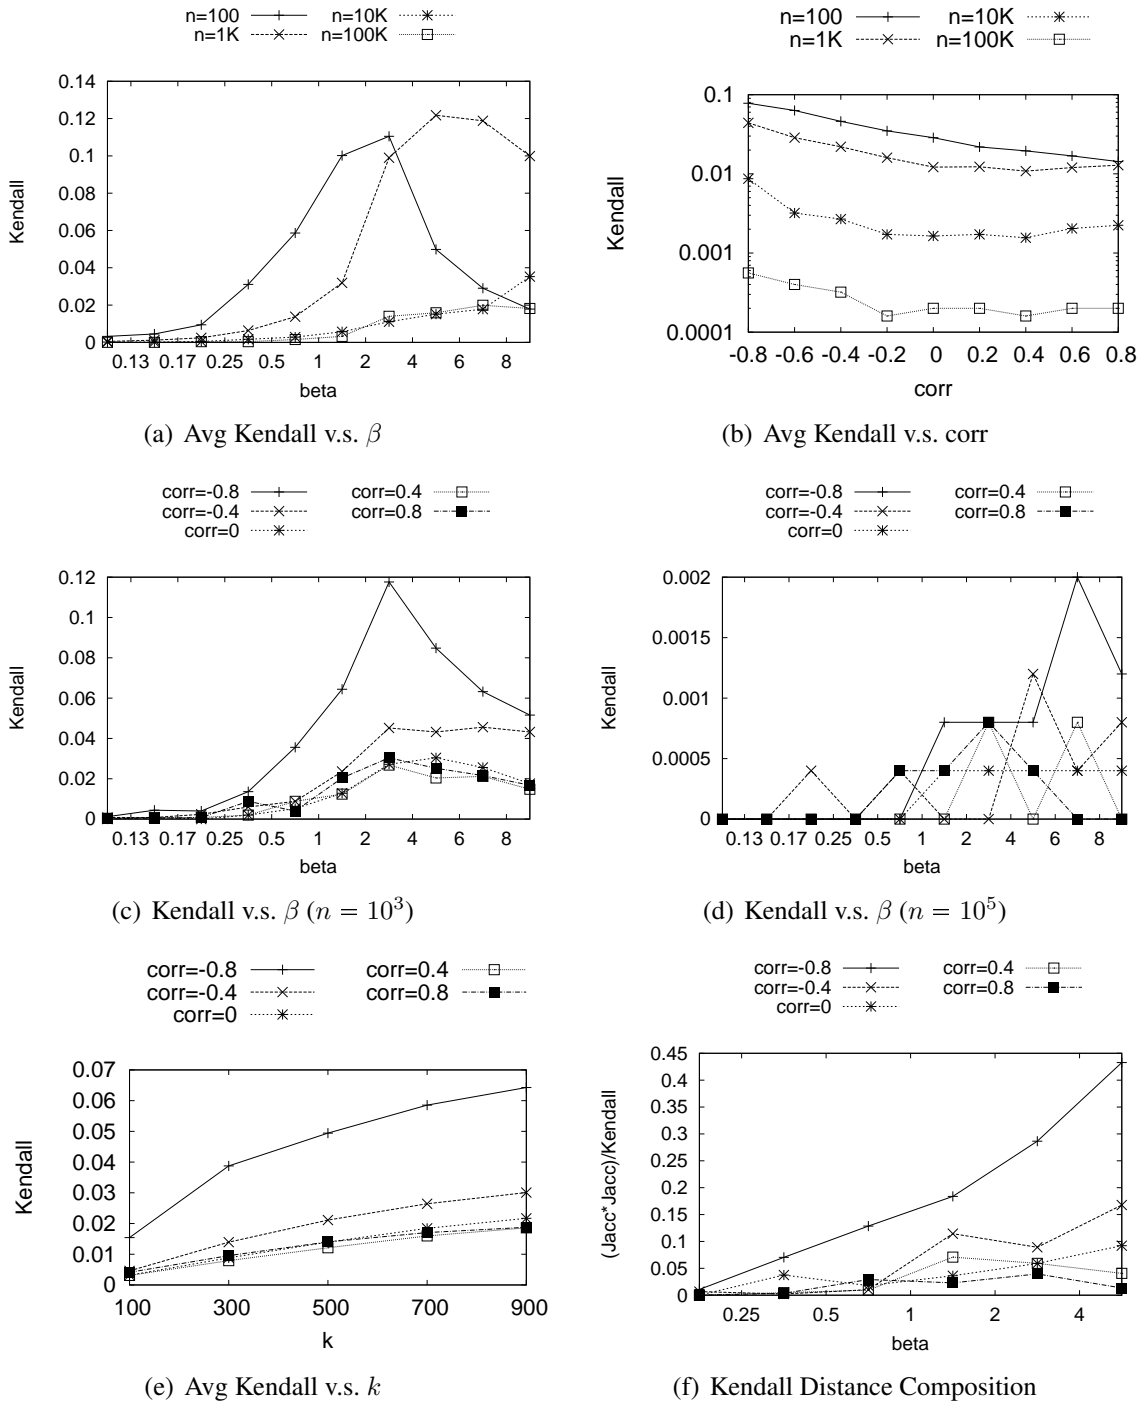 n=100 n=10K
n=1K n=100K
0.14
0.12
0.1
0.08
0.06
0.04
0.02
0
Kendall
0.13 0.17 0.25 0.5 1 2 4 6 8
beta
(a) Avg Kendall v.s. β
n=100 n=10K
n=1K n=100K
0.1
0.01
0.001
0.0001
Kendall
-0.8 -0.6 -0.4 -0.2 0 0.2 0.4 0.6 0.8
corr
(b) Avg Kendall v.s. corr
corr=-0.8 corr=0.4
corr=-0.4 corr=0.8
corr=0
0.12
0.1
0.08
0.06
0.04
0.02
0
Kendall
0.13 0.17 0.25 0.5 1 2 4 6 8
beta
(c) Kendall v.s. β (n = 10³)
corr=-0.8 corr=0.4
corr=-0.4 corr=0.8
corr=0
0.002
0.0015
0.001
0.0005
0
Kendall
0.13 0.17 0.25 0.5 1 2 4 6 8
beta
(d) Kendall v.s. β (n = 10⁵)
corr=-0.8 corr=0.4
corr=-0.4 corr=0.8
corr=0
0.07
0.06
0.05
0.04
0.03
0.02
0.01
0
Kendall
100 300 500 700 900
k
(e) Avg Kendall v.s. k
corr=-0.8 corr=0.4
corr=-0.4 corr=0.8
corr=0
0.45
0.4
0.35
0.3
0.25
0.2
0.15
0.1
0.05
0
(Jacc*Jacc)/Kendall
0.25 0.5 1 2 4
beta
(f) Kendall Distance Composition